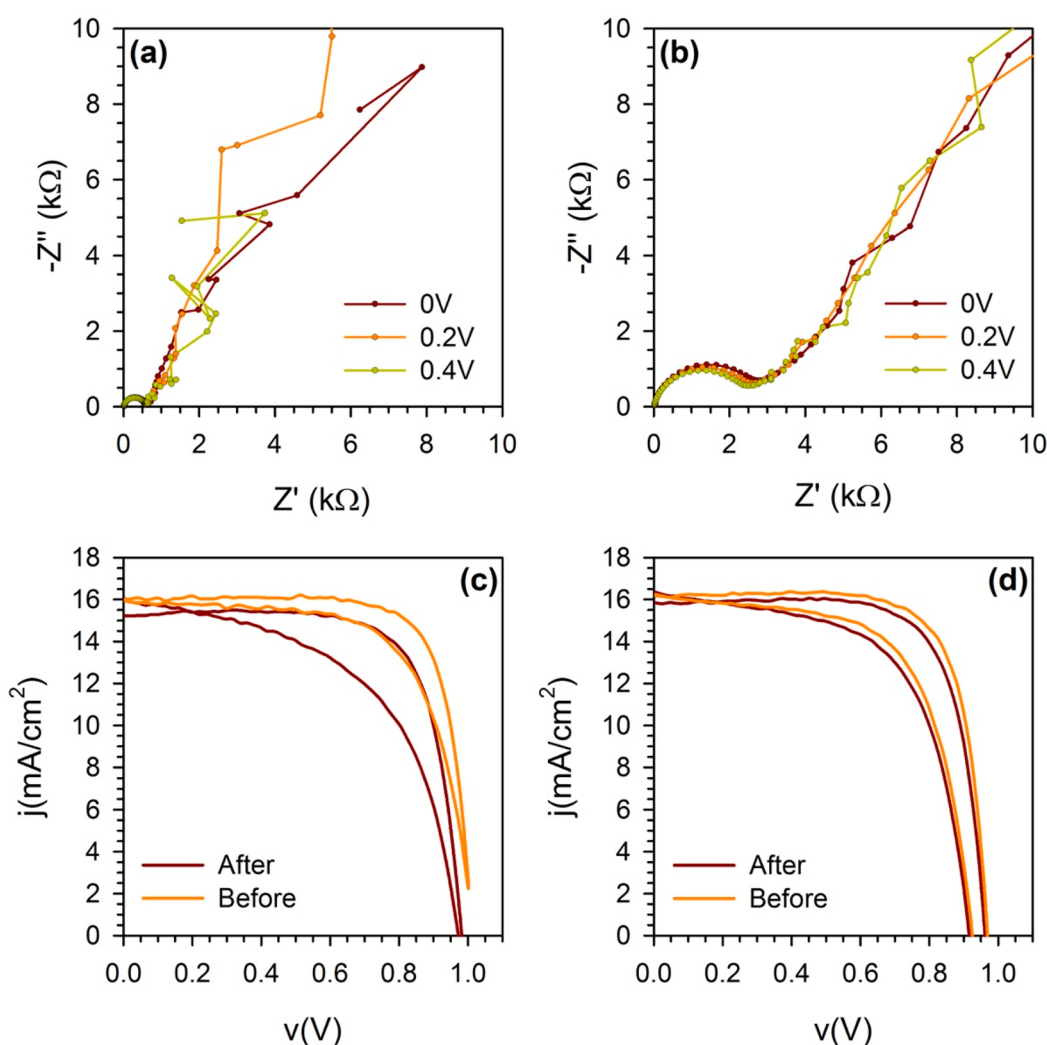 (a)
10
8
6
4
2
0
-Z" (kΩ)
0V
0.2V
0.4V
0 2 4 6 8 10
Z' (kΩ)
(b)
10
8
6
4
2
0
-Z" (kΩ)
0V
0.2V
0.4V
0 2 4 6 8 10
Z' (kΩ)
(c)
18
16
14
12
10
8
6
4
2
0
j(mA/cm²)
After
Before
0.0 0.2 0.4 0.6 0.8 1.0
v(V)
(d)
18
16
14
12
10
8
6
4
2
0
j(mA/cm²)
After
Before
0.0 0.2 0.4 0.6 0.8 1.0
v(V)